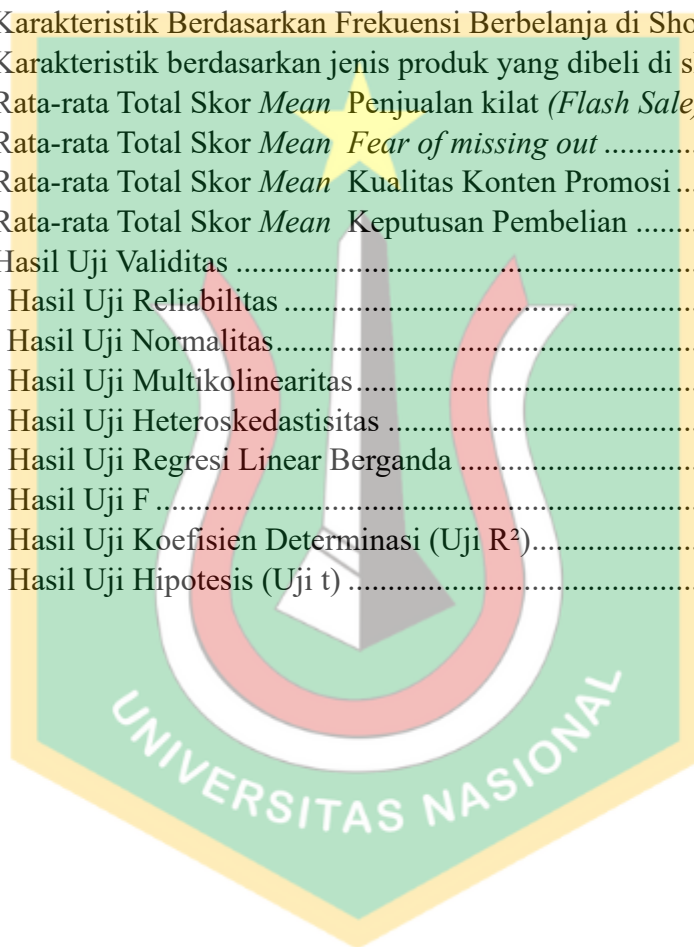 Karakteristik Berdasarkan Frekuensi Berbelanja di Sho
Karakteristik berdasarkan jenis produk yang dibeli di s
Rata-rata Total Skor Mean Penjualan kilat (Flash Sale)
Rata-rata Total Skor Mean Fear of missing out ............
Rata-rata Total Skor Mean Kualitas Konten Promosi ...
Rata-rata Total Skor Mean Keputusan Pembelian .......
Hasil Uji Validitas ..........................................................
Hasil Uji Reliabilitas ....................................................
Hasil Uji Normalitas.....................................................
Hasil Uji Multikolinearitas...........................................
Hasil Uji Heteroskedastisitas .......................................
Hasil Uji Regresi Linear Berganda ..............................
Hasil Uji F ....................................................................
Hasil Uji Koefisien Determinasi (Uji R²).....................
Hasil Uji Hipotesis (Uji t) ............................................
UNIVERSITAS NASIONAL